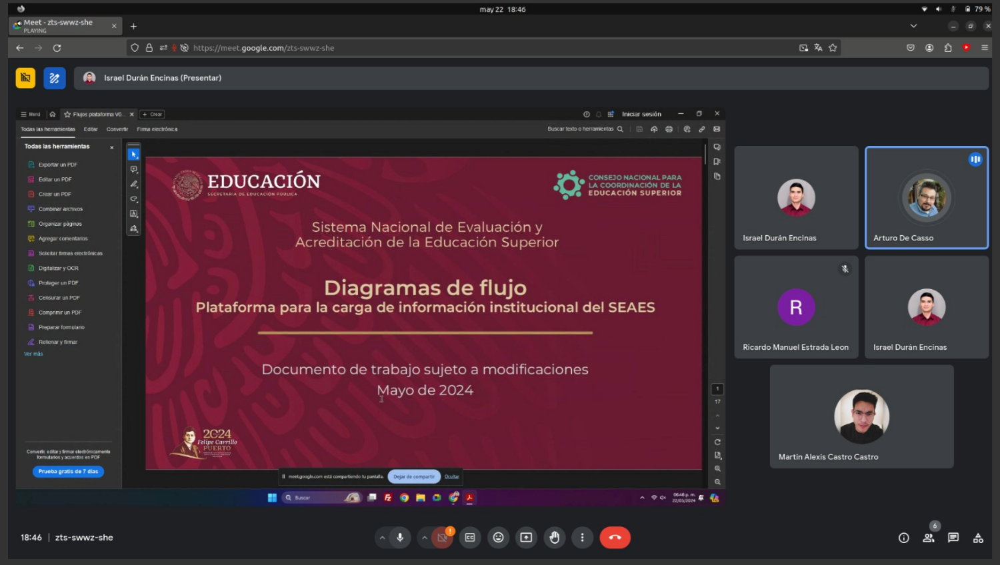 may 22 18:46
79 %
Meet - zts-swwz-she
PLAYING
https://meet.google.com/zts-swwz-she
Israel Durán Encinas (Presentar)
Menú
Flujos plataforma V0...
+ Crear
Iniciar sesión
Todas las herramientas
Editar
Convertir
Firma electrónica
Buscar texto o herramientas
Todas las herramientas
Exportar un PDF
Editar un PDF
Crear un PDF
Combinar archivos
Organizar páginas
Agregar comentarios
Solicitar firmas electrónicas
Digitalizar y OCR
Proteger un PDF
Censurar un PDF
Comprimir un PDF
Preparar formulario
Rellenar y firmar
Ver más
Convertir, editar y firmar electrónicamente
formularios y acuerdos en PDF
Prueba gratis de 7 días
EDUCACIÓN
SECRETARÍA DE EDUCACIÓN PÚBLICA
CONSEJO NACIONAL PARA
LA COORDINACIÓN DE LA
EDUCACIÓN SUPERIOR
Sistema Nacional de Evaluación y
Acreditación de la Educación Superior
Diagramas de flujo
Plataforma para la carga de información institucional del SEAES
Documento de trabajo sujeto a modificaciones
Mayo de 2024
2024
Felipe Carrillo
PUERTO
1
17
meet.google.com está compartiendo tu pantalla.
Dejar de compartir
Ocultar
Buscar
06:46 p. m.
22/05/2024
Israel Durán Encinas
Arturo De Casso
R
Ricardo Manuel Estrada Leon
Israel Durán Encinas
Martin Alexis Castro Castro
18:46 | zts-swwz-she
6